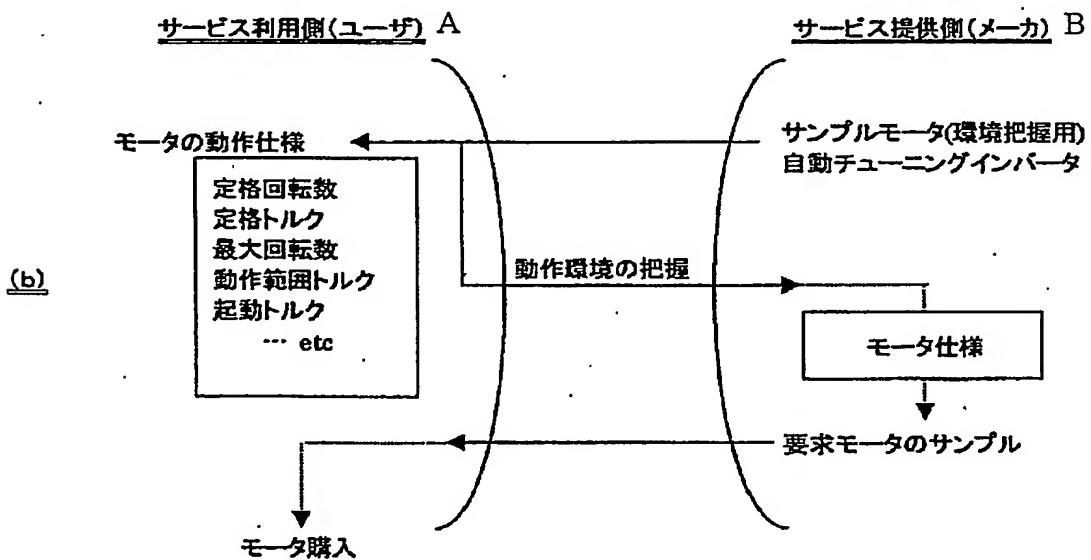 サービス利用側(ユーザ) A
サービス提供側(メーカ) B
サンプルモータ(環境把握用)
自動チューニングインバータ
モータの動作仕様
定格回転数
定格トルク
最大回転数
動作範囲トルク
起動トルク
… etc
(b)
動作環境の把握
モータ仕様
要求モータのサンプル
モータ購入